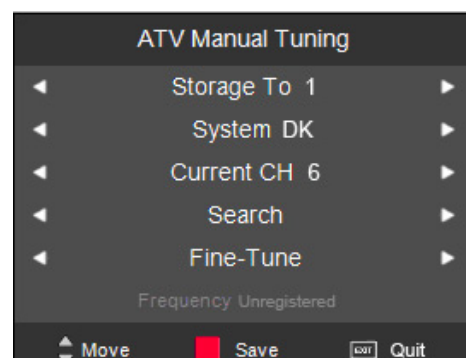 ATV Manual Tuning
Storage To 1
System DK
Current CH 6
Search
Fine-Tune
Frequency Unregistered
Move Save EXIT Quit